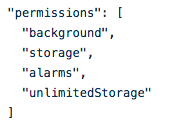 "permissions": [
"background",
"storage",
"alarms",
"unlimitedStorage"
]